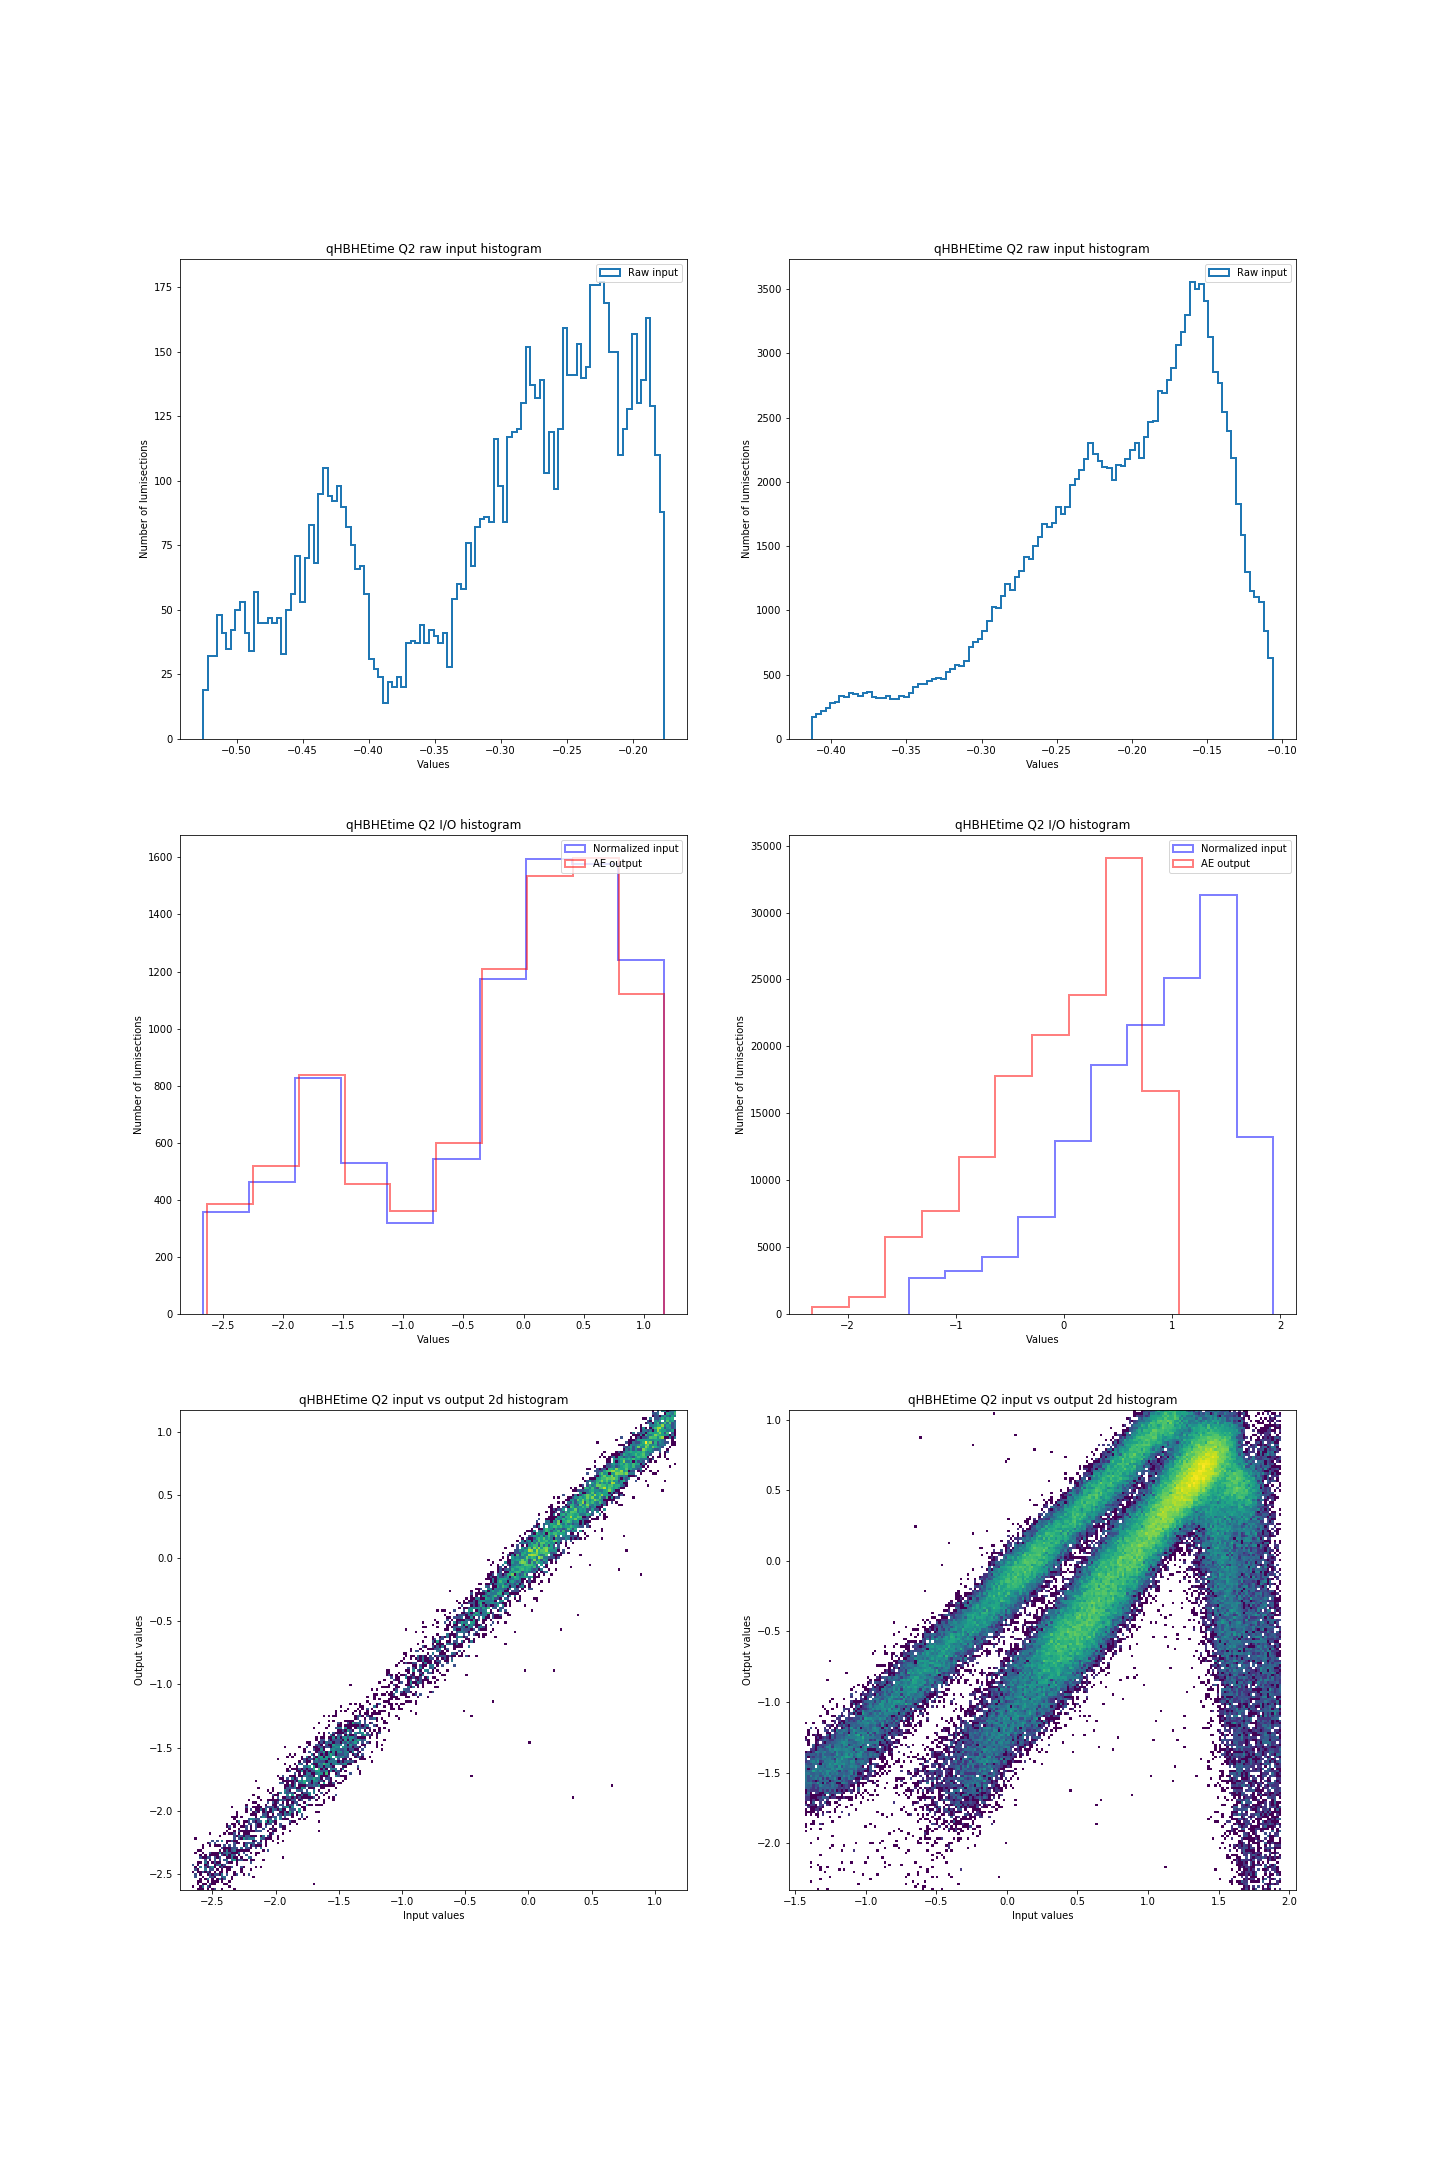 qHBHEtime Q2 raw input histogram
Raw input
175
150
125
100
75
50
25
0
Number of lumisections
−0.50 −0.45 −0.40 −0.35 −0.30 −0.25 −0.20
Values
qHBHEtime Q2 raw input histogram
Raw input
3500
3000
2500
2000
1500
1000
500
0
Number of lumisections
−0.40 −0.35 −0.30 −0.25 −0.20 −0.15 −0.10
Values
qHBHEtime Q2 I/O histogram
Normalized input
AE output
1600
1400
1200
1000
800
600
400
200
0
Number of lumisections
−2.5 −2.0 −1.5 −1.0 −0.5 0.0 0.5 1.0
Values
qHBHEtime Q2 I/O histogram
Normalized input
AE output
35000
30000
25000
20000
15000
10000
5000
0
Number of lumisections
−2 −1 0 1 2
Values
qHBHEtime Q2 input vs output 2d histogram
1.0
0.5
0.0
−0.5
−1.0
−1.5
−2.0
−2.5
Output values
−2.5 −2.0 −1.5 −1.0 −0.5 0.0 0.5 1.0
Input values
qHBHEtime Q2 input vs output 2d histogram
1.0
0.5
0.0
−0.5
−1.0
−1.5
−2.0
Output values
−1.5 −1.0 −0.5 0.0 0.5 1.0 1.5 2.0
Input values